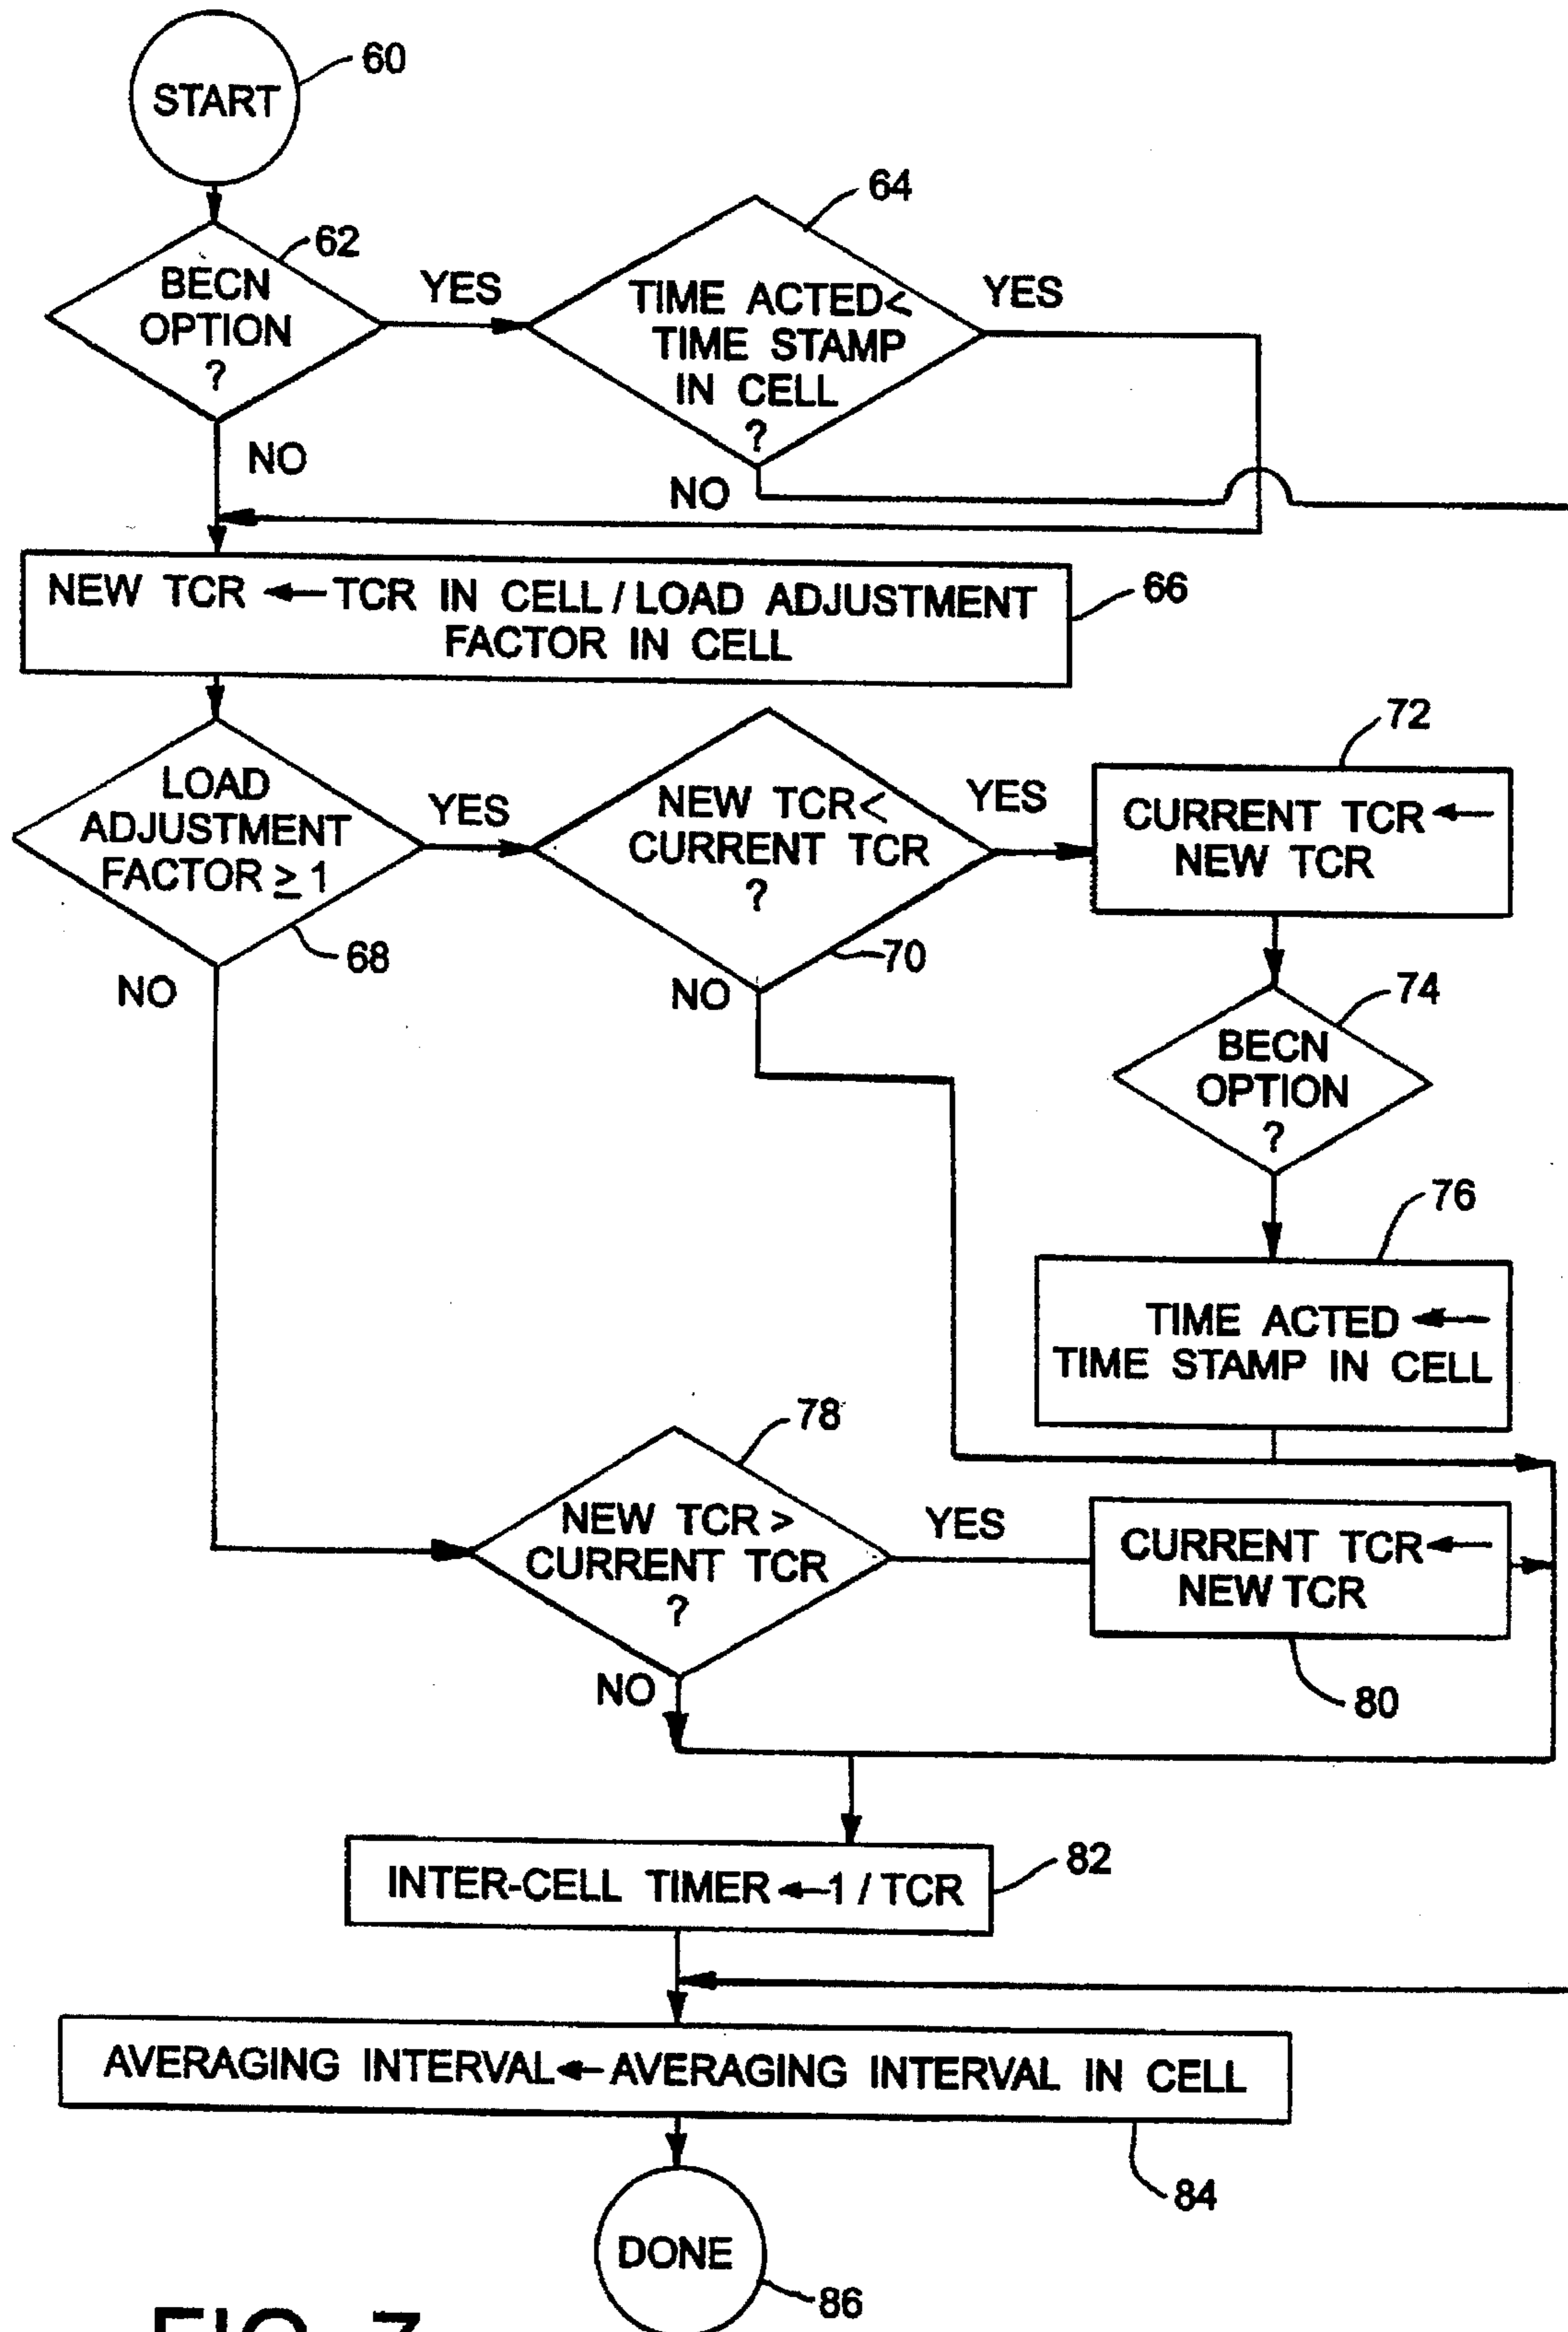 START
60
62
BECN
OPTION
?
YES
NO
64
TIME ACTED<
TIME STAMP
IN CELL
?
YES
NO
NEW TCR ← TCR IN CELL / LOAD ADJUSTMENT
FACTOR IN CELL
66
LOAD
ADJUSTMENT
FACTOR ≥ 1
68
YES
NO
NEW TCR<
CURRENT TCR
?
70
YES
NO
72
CURRENT TCR ←
NEW TCR
74
BECN
OPTION
?
76
TIME ACTED ←
TIME STAMP IN CELL
78
NEW TCR >
CURRENT TCR
?
YES
NO
CURRENT TCR ←
NEW TCR
80
INTER-CELL TIMER ← 1 / TCR
82
AVERAGING INTERVAL ← AVERAGING INTERVAL IN CELL
84
DONE
86